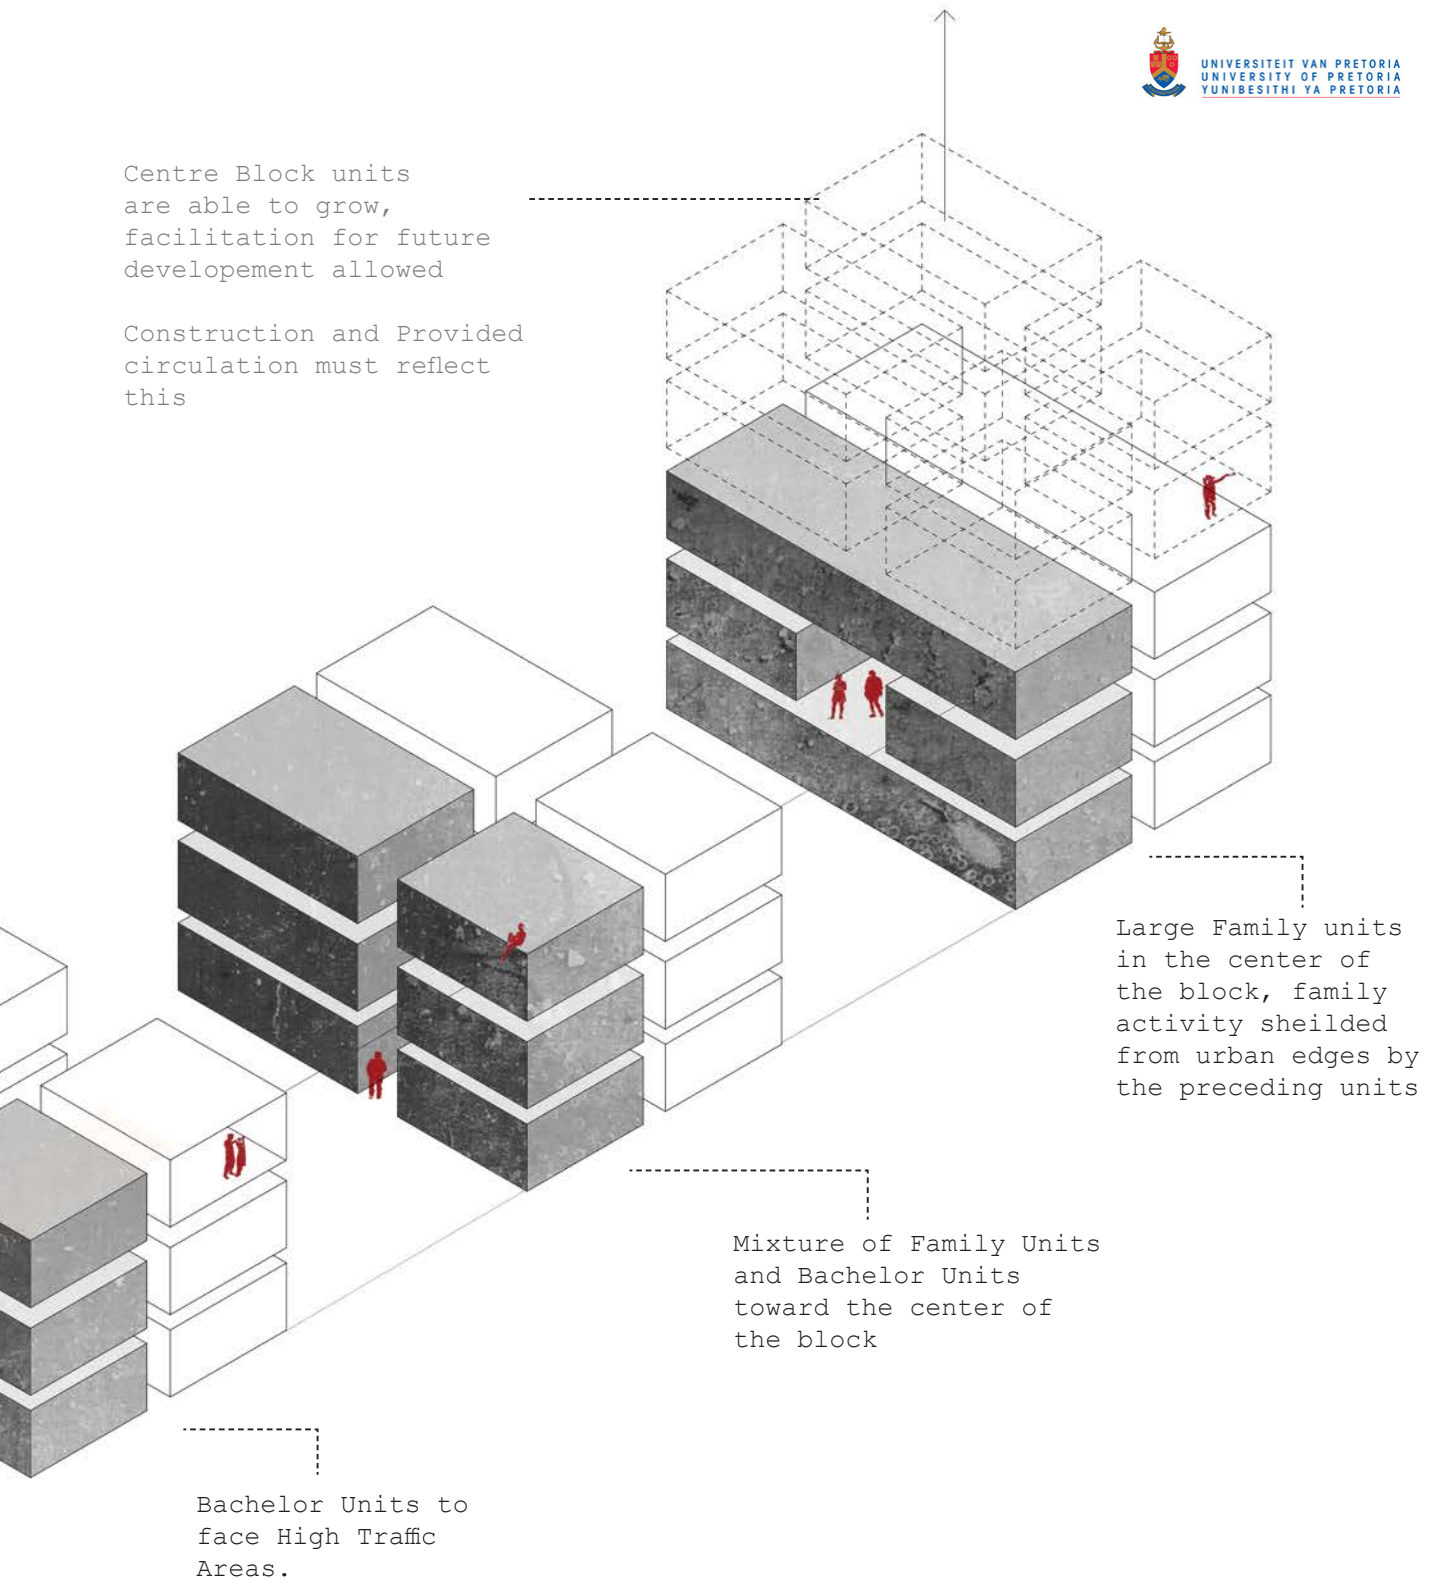 UNIVERSITEIT VAN PRETORIA
UNIVERSITY OF PRETORIA
YUNIBESITHI YA PRETORIA
Centre Block units
are able to grow,
facilitation for future
developement allowed
Construction and Provided
circulation must reflect
this
Large Family units
in the center of
the block, family
activity sheilded
from urban edges by
the preceding units
Mixture of Family Units
and Bachelor Units
toward the center of
the block
Bachelor Units to
face High Traffic
Areas.